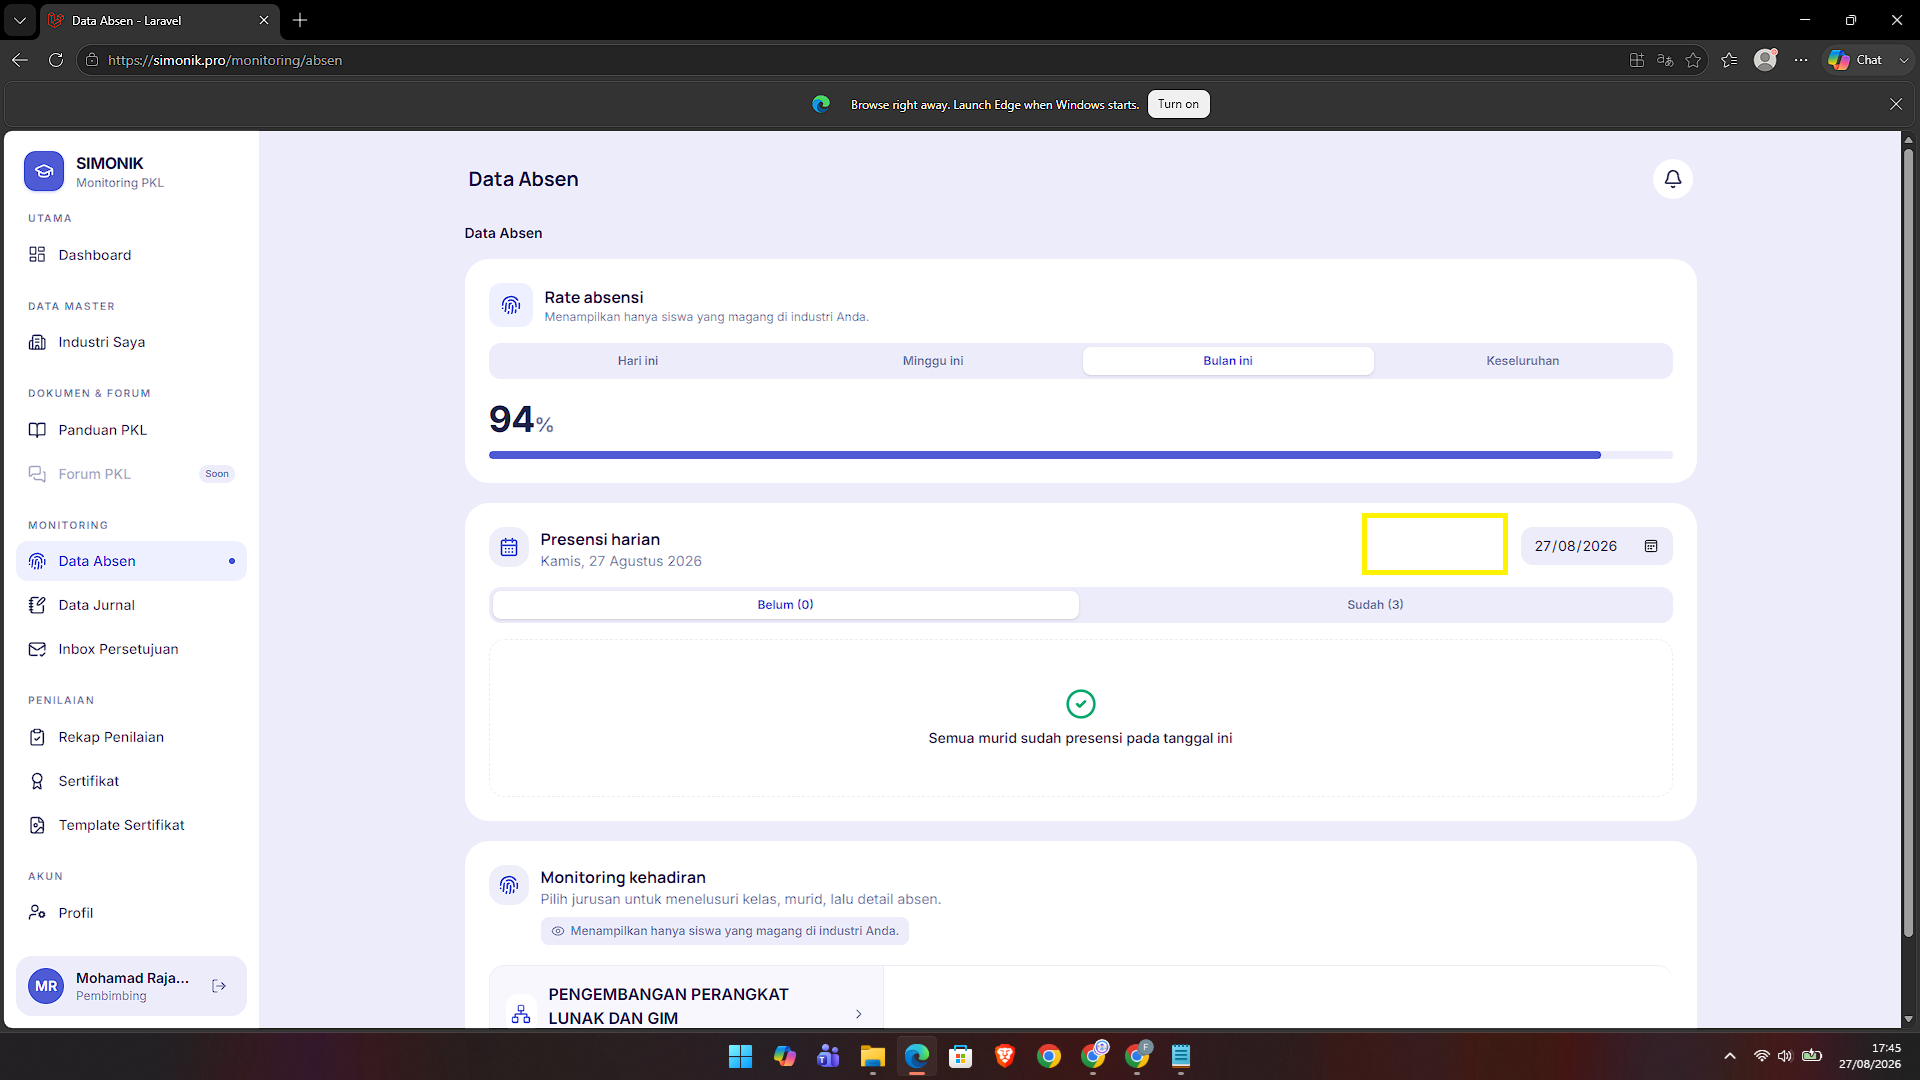 Data Absen - Laravel
https://simonik.pro/monitoring/absen
Chat
Browse right away. Launch Edge when Windows starts.
Turn on
SIMONIK
Monitoring PKL
UTAMA
Dashboard
DATA MASTER
Industri Saya
DOKUMEN & FORUM
Panduan PKL
Forum PKL
Soon
MONITORING
Data Absen
Data Jurnal
Inbox Persetujuan
PENILAIAN
Rekap Penilaian
Sertifikat
Template Sertifikat
AKUN
Profil
MR
Mohamad Raja...
Pembimbing
Data Absen
Data Absen
Rate absensi
Menampilkan hanya siswa yang magang di industri Anda.
Hari ini
Minggu ini
Bulan ini
Keseluruhan
94%
Presensi harian
Kamis, 27 Agustus 2026
27/08/2026
Belum (0)
Sudah (3)
Semua murid sudah presensi pada tanggal ini
Monitoring kehadiran
Pilih jurusan untuk menelusuri kelas, murid, lalu detail absen.
Menampilkan hanya siswa yang magang di industri Anda.
PENGEMBANGAN PERANGKAT
LUNAK DAN GIM
17:45
27/08/2026